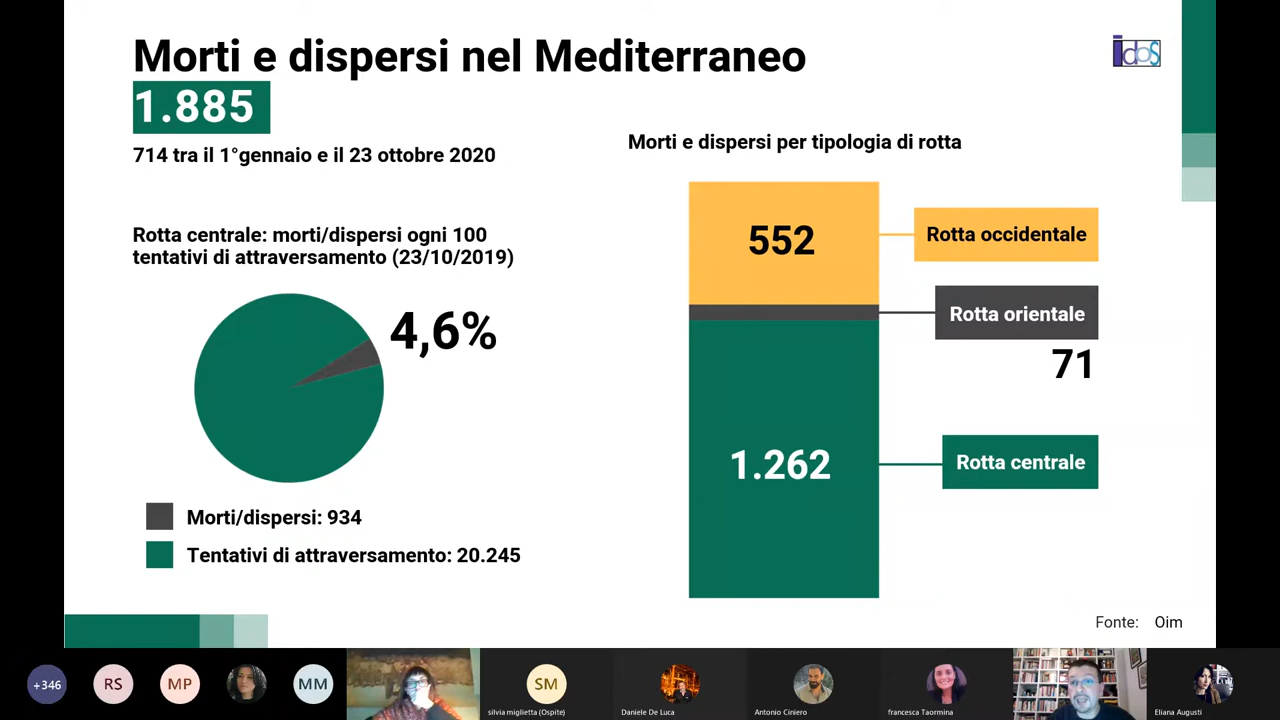 Morti e dispersi nel Mediterraneo
1.885
714 tra il 1°gennaio e il 23 ottobre 2020
Rotta centrale: morti/dispersi ogni 100
tentativi di attraversamento (23/10/2019)
4,6%
Morti/dispersi: 934
Tentativi di attraversamento: 20.245
idos
Morti e dispersi per tipologia di rotta
552
Rotta occidentale
Rotta orientale
71
1.262
Rotta centrale
Fonte: Oim
+346
RS
MP
MM
SM
silvia miglietta (Ospite)
Daniele De Luca
Antonio Ciniero
francesca Taormina
Eliana Augusti